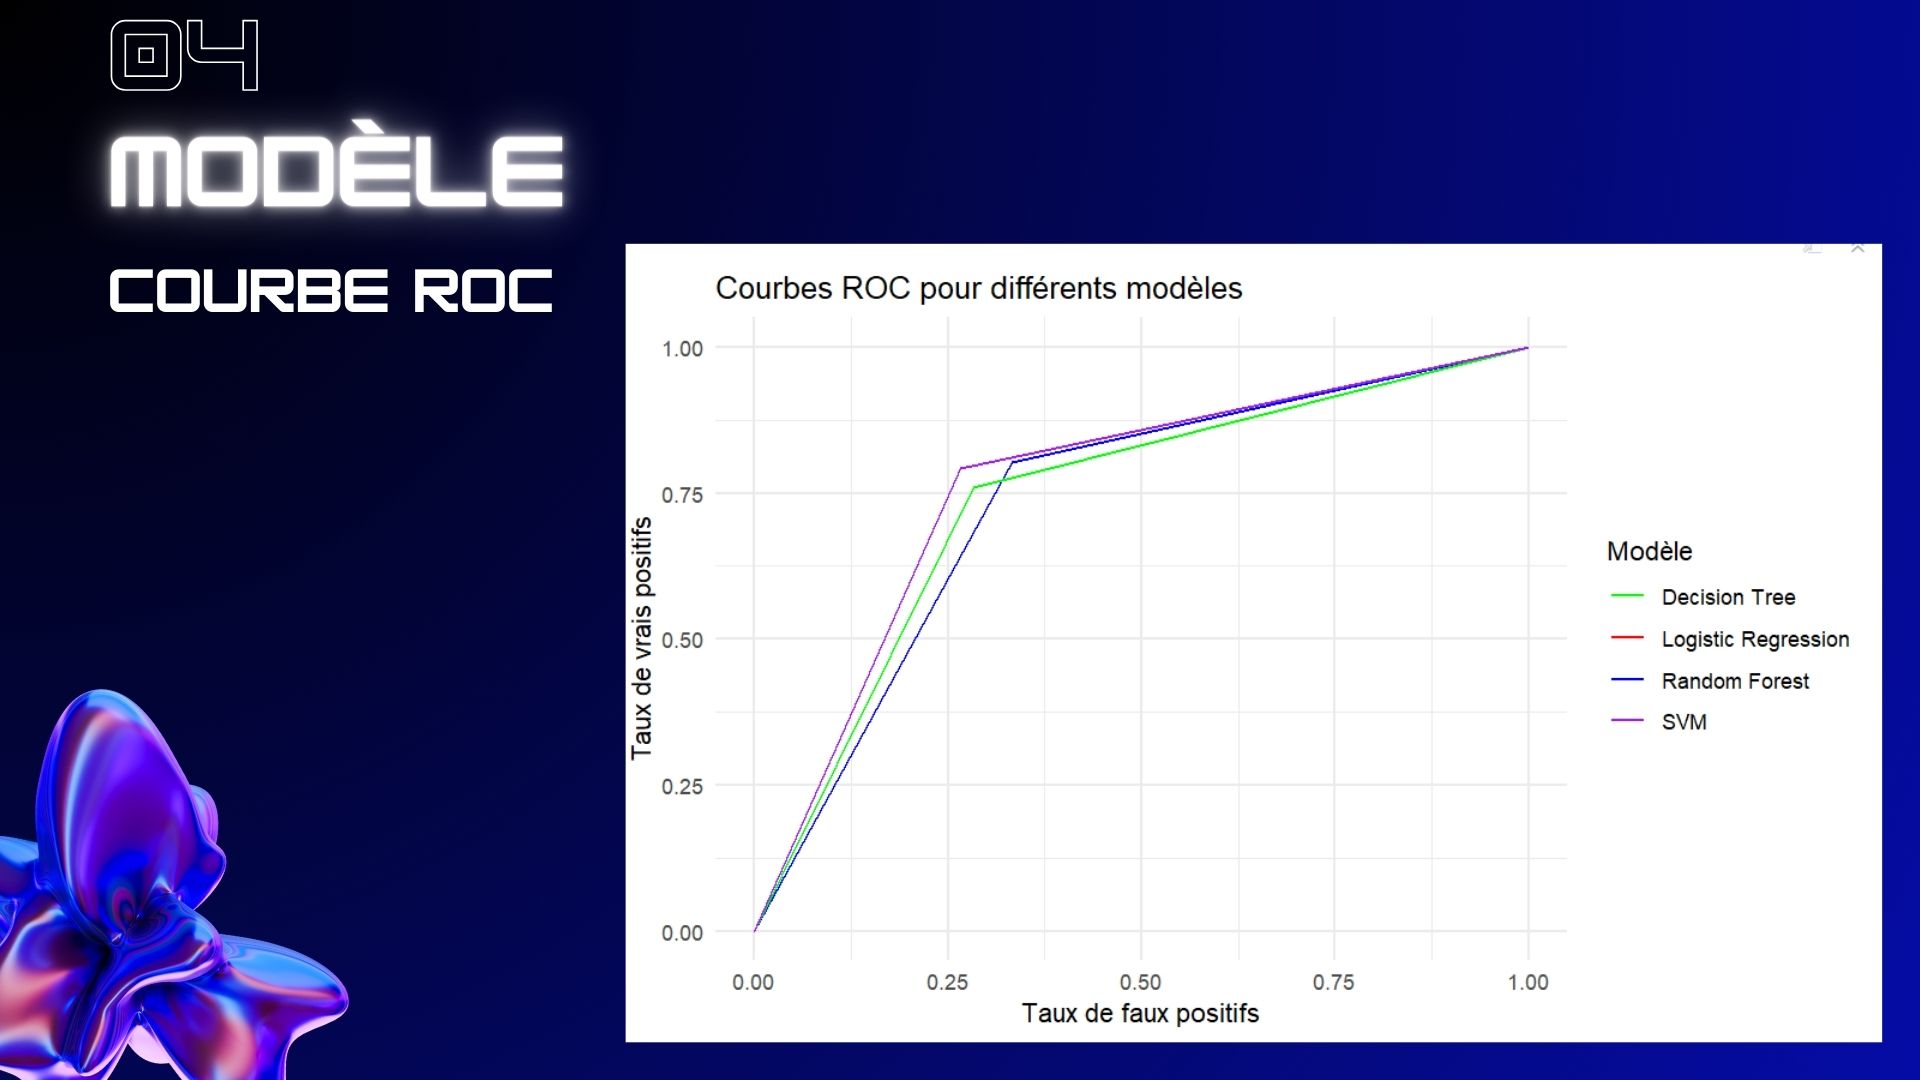 04
MODÈLE
COURBE ROC
Courbes ROC pour différents modèles
1.00
0.75
0.50
0.25
0.00
Taux de vrais positifs
0.00 0.25 0.50 0.75 1.00
Taux de faux positifs
Modèle
Decision Tree
Logistic Regression
Random Forest
SVM